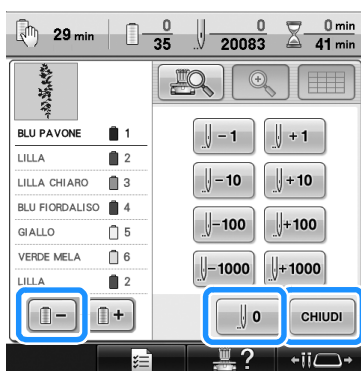 29 min
0
35
0
20083
0 min
41 min
BLU PAVONE 1
LILLA 2
LILLA CHIARO 3
BLU FIORDALISO 4
GIALLO 5
VERDE MELA 6
LILLA 2
-1 +1
-10 +10
-100 +100
-1000 +1000
- +
0 CHIUDI
?